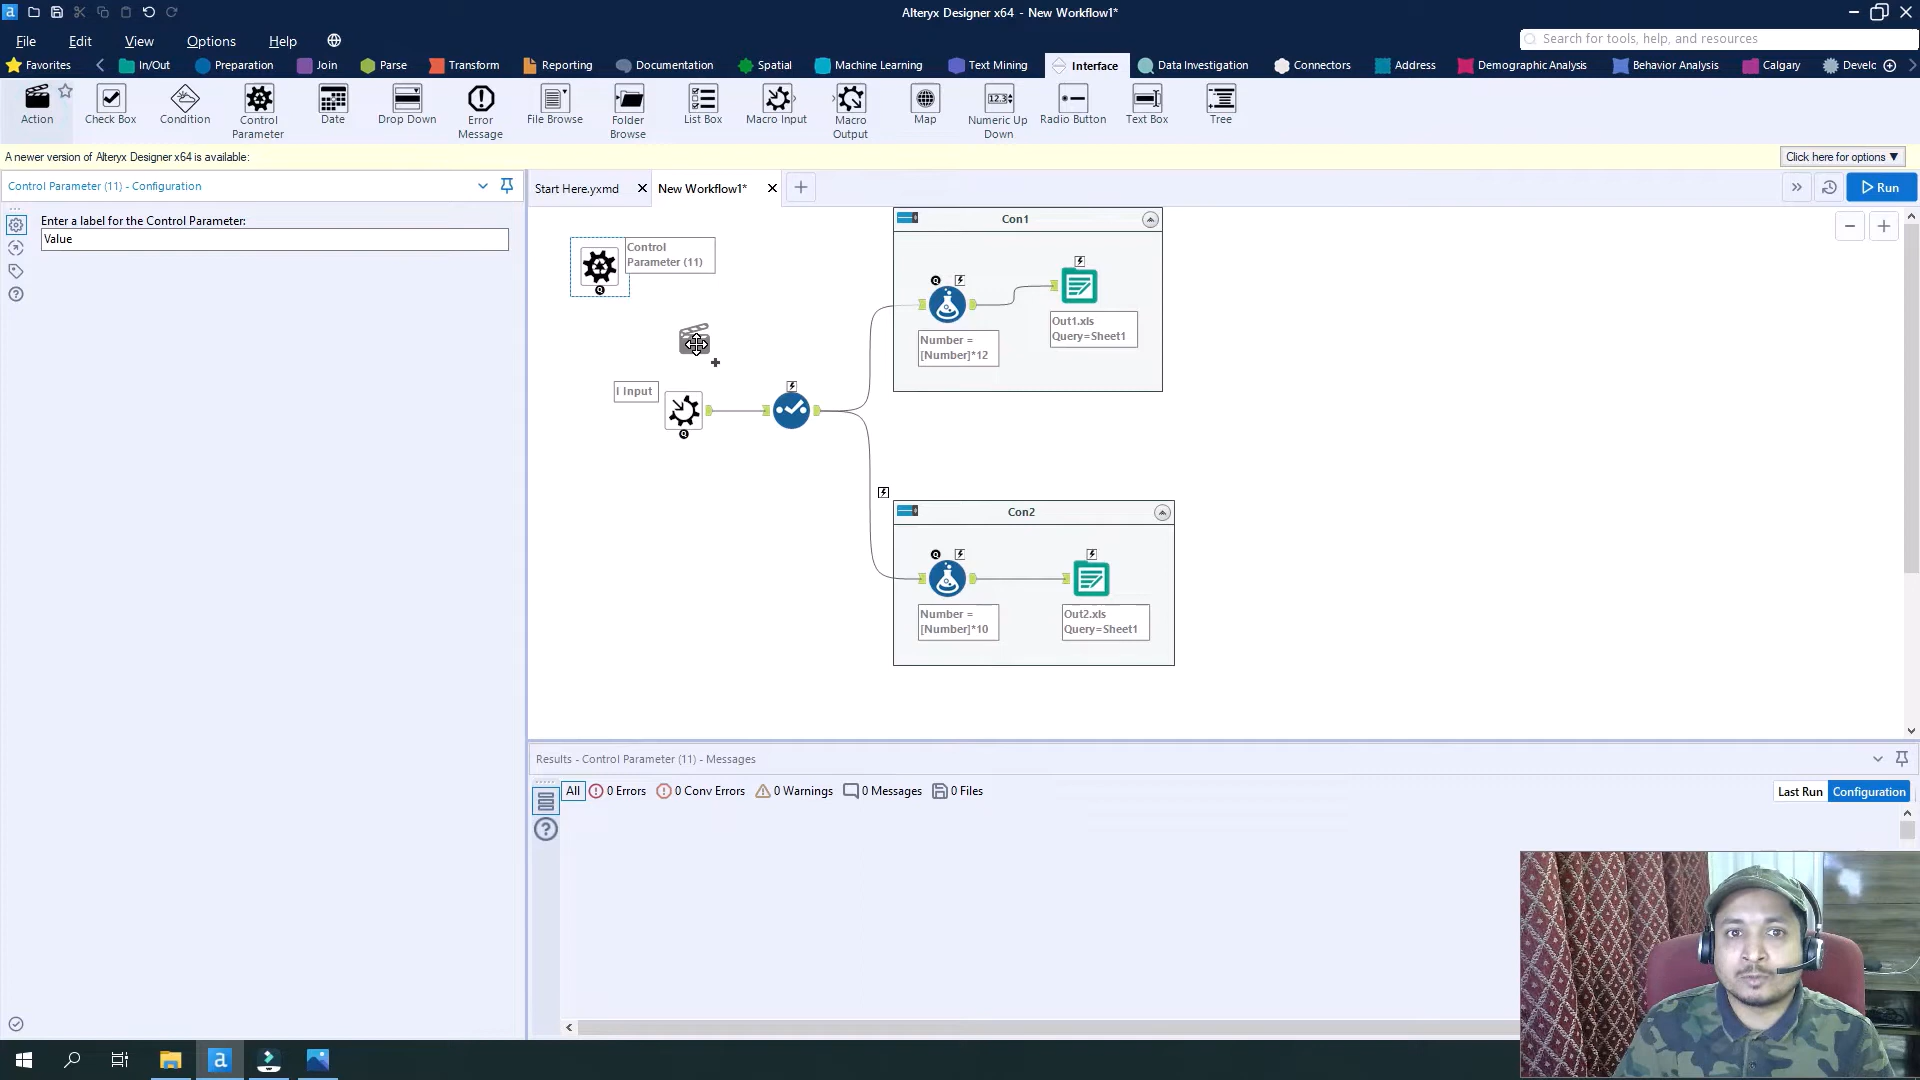 Alteryx Designer x64 - New Workflow1*
File Edit View Options Help
Search for tools, help, and resources
Favorites In/Out Preparation Join Parse Transform Reporting Documentation Spatial Machine Learning Text Mining Interface Data Investigation Connectors Address Demographic Analysis Behavior Analysis Calgary Develc
Action
Check Box
Condition
Control
Parameter
Date
Drop Down
Error
Message
File Browse
Folder
Browse
List Box
Macro Input
Macro
Output
Map
Numeric Up
Down
Radio Button
Text Box
Tree
A newer version of Alteryx Designer x64 is available:
Click here for options ▼
Control Parameter (11) - Configuration
Enter a label for the Control Parameter:
Value
Start Here.yxmd
New Workflow1*
Run
Control
Parameter (11)
Con1
Number =
[Number]*12
Out1.xls
Query=Sheet1
I Input
Con2
Number =
[Number]*10
Out2.xls
Query=Sheet1
Results - Control Parameter (11) - Messages
All 0 Errors 0 Conv Errors 0 Warnings 0 Messages 0 Files
Last Run Configuration